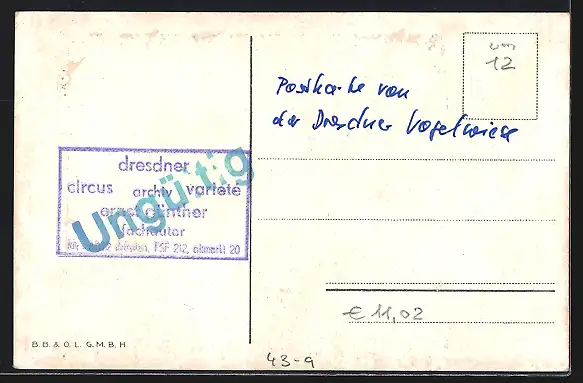 um
12
Postkarte von
der Dresdner Vogelwiese
dresdner
circus archiv varieté
ernst günther
fachautor
dresden, PSF 212, altmarkt 20
Ungültig
€ 11,02
B.B. & O. L. G.M.B.H.
43-9